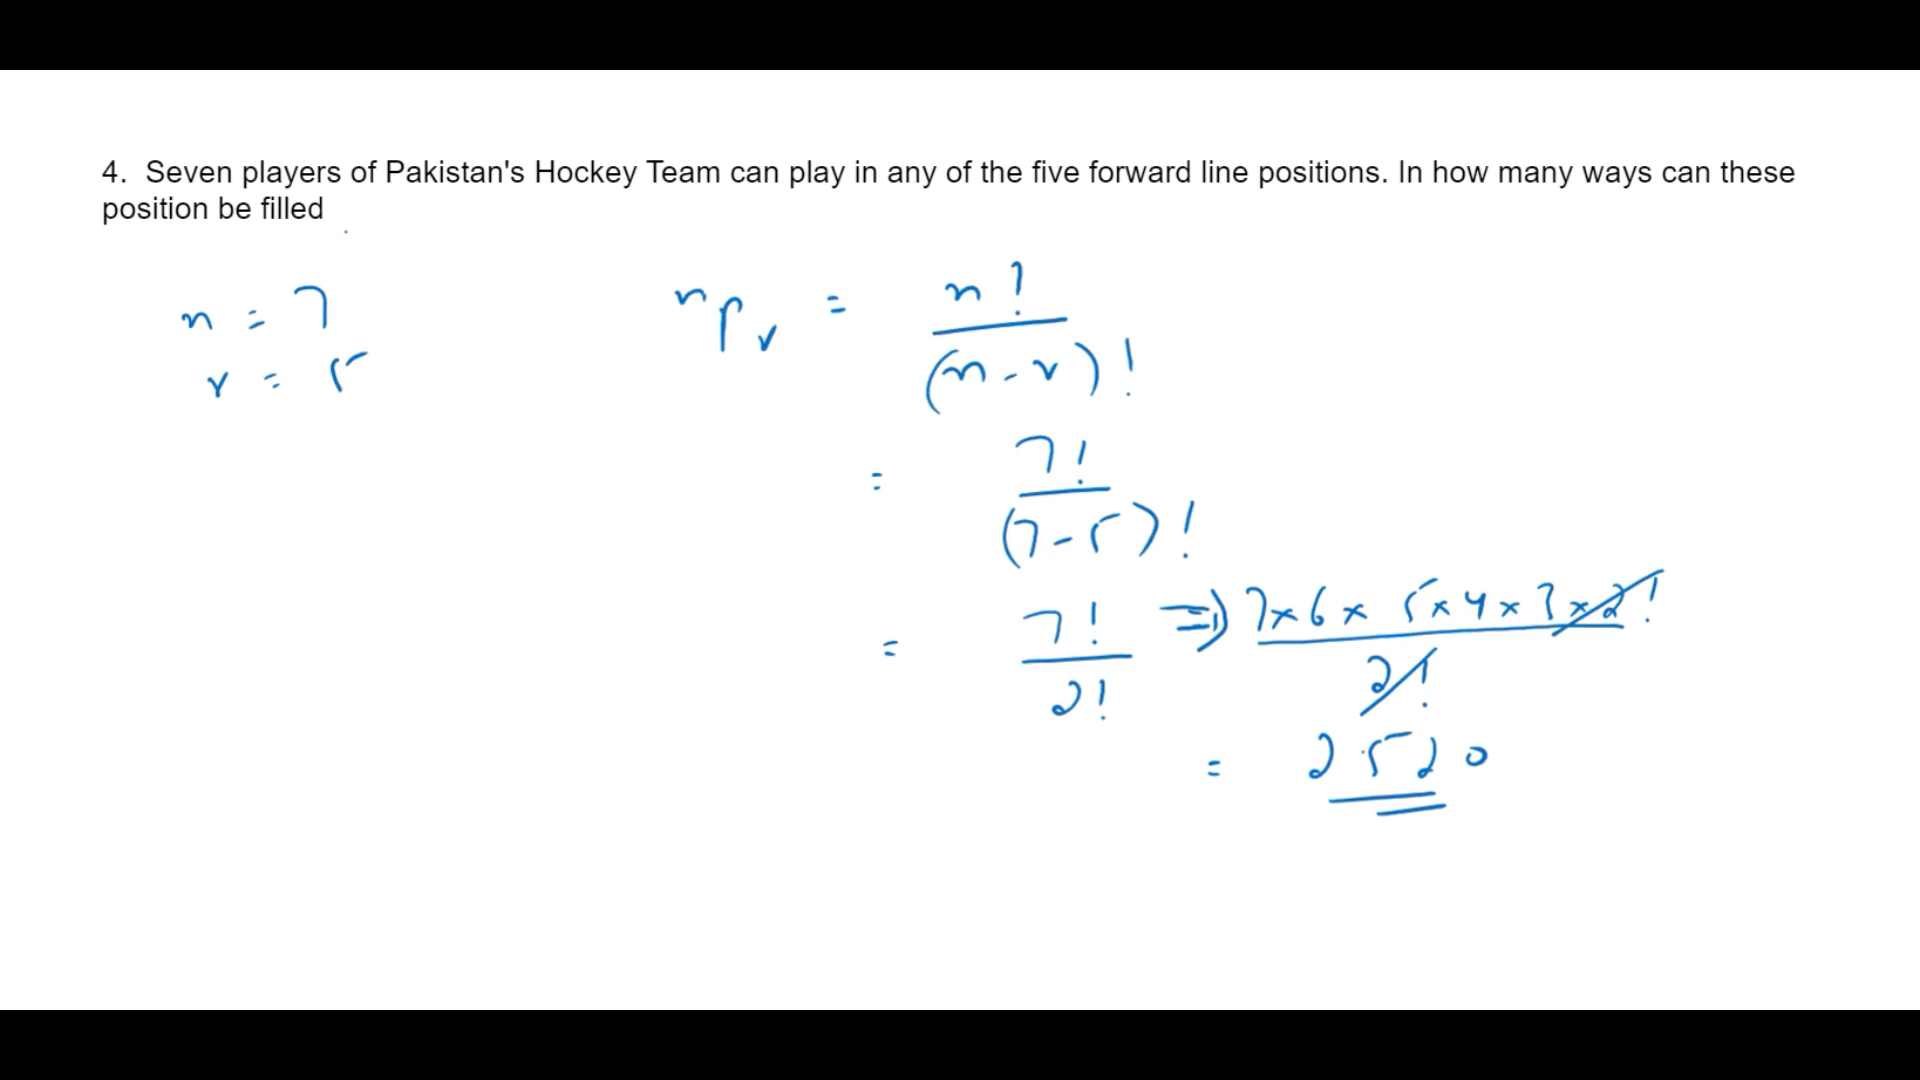 4. Seven players of Pakistan's Hockey Team can play in any of the five forward line positions. In how many ways can these
position be filled
n = 7
r = 5
nPr = n! / (n - r)!
= 7! / (7 - 5)!
= 7! / 2! => 7 x 6 x 5 x 4 x 3 x 2! / 2!
= 2520